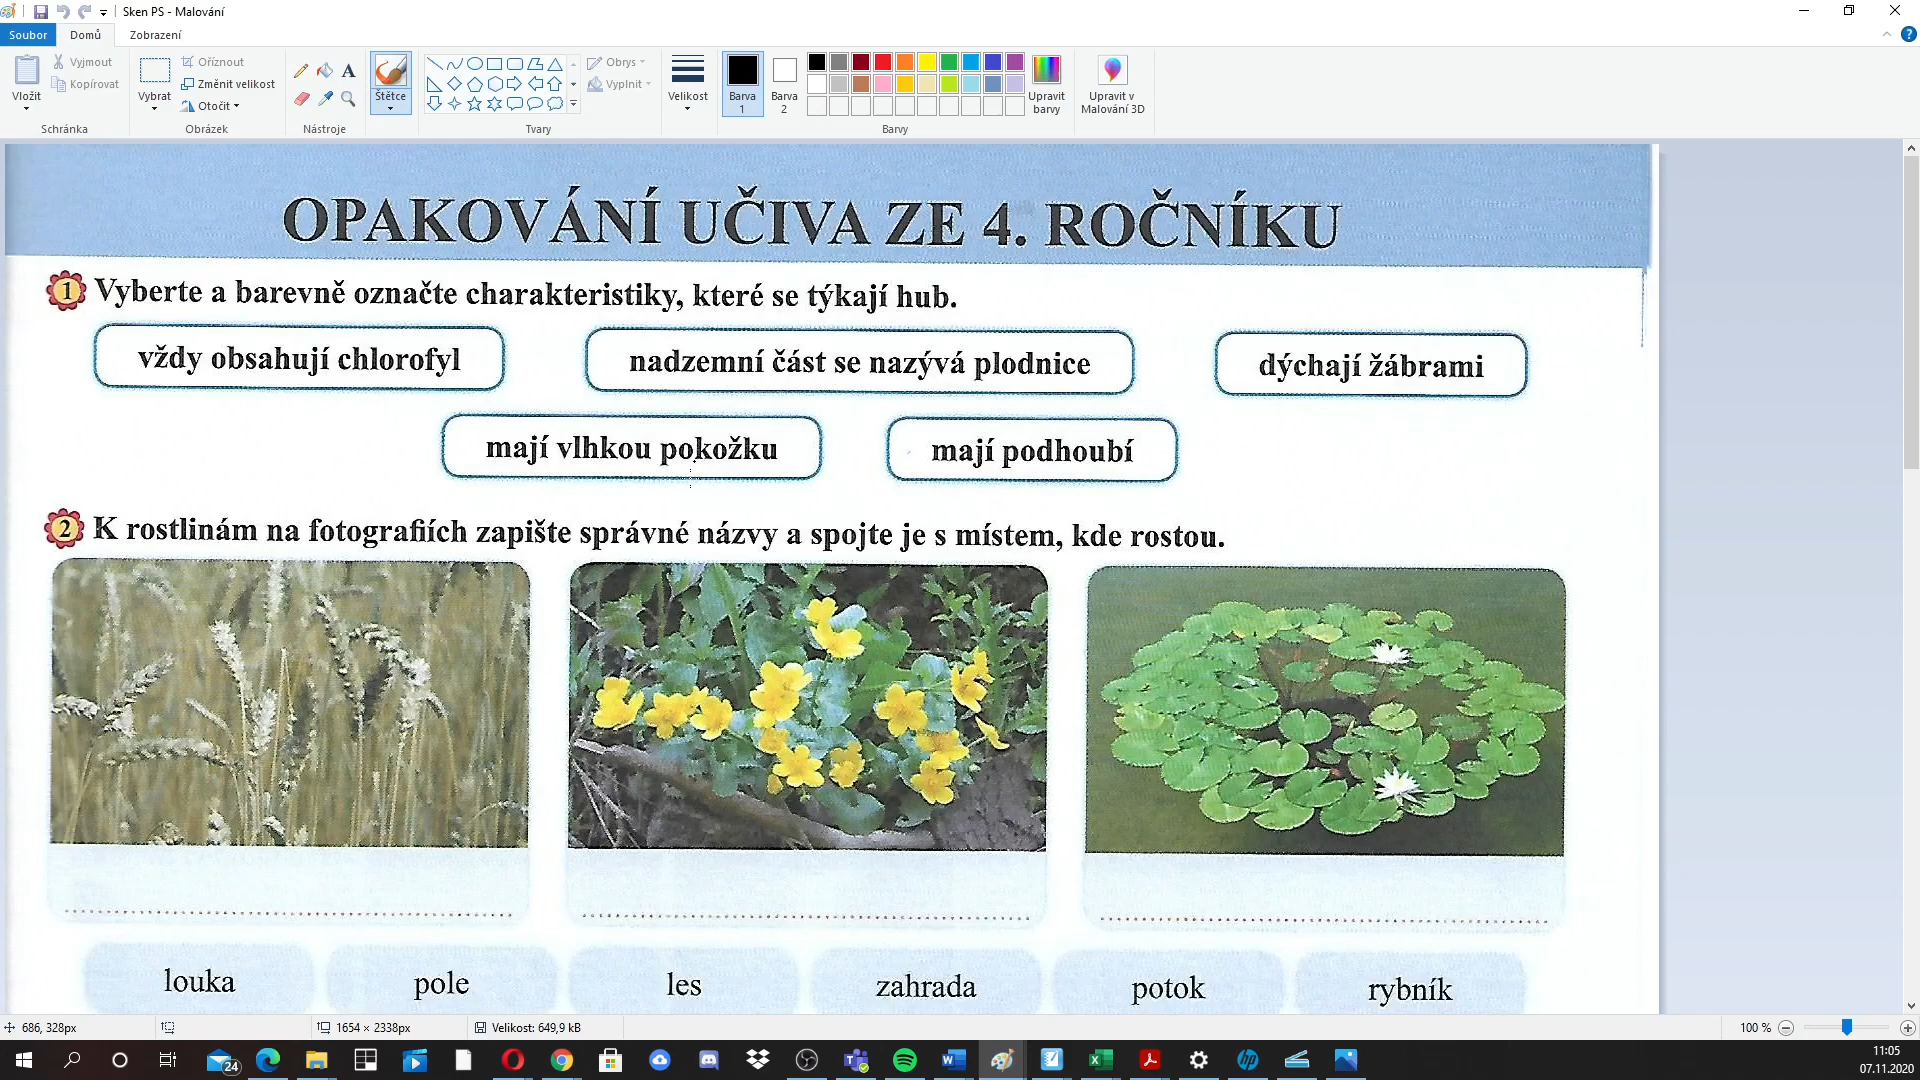 Sken PS - Malování
Soubor Domů Zobrazení
Vložit
Vyjmout
Kopírovat
Schránka
Vybrat
Oříznout
Změnit velikost
Otočit
Obrázek
A
Nástroje
Štětce
Obrys
Vyplnit
Tvary
Velikost
Barva 1
Barva 2
Upravit barvy
Barvy
Upravit v Malování 3D
OPAKOVÁNÍ UČIVA ZE 4. ROČNÍKU
1 Vyberte a barevně označte charakteristiky, které se týkají hub.
vždy obsahují chlorofyl nadzemní část se nazývá plodnice dýchají žábrami
mají vlhkou pokožku mají podhoubí
2 K rostlinám na fotografiích zapište správné názvy a spojte je s místem, kde rostou.
louka pole les zahrada potok rybník
686, 328px 1654 × 2338px Velikost: 649,9 kB 100 %
24
11:05
07.11.2020